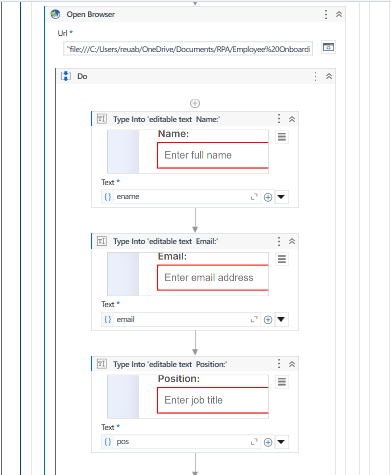 Open Browser
Url *
"file:///C:/Users/reuab/OneDrive/Documents/RPA/Employee%20Onboardi
Do
Type Into 'editable text Name:'
Name:
Enter full name
Text *
ename
Type Into 'editable text Email:'
Email:
Enter email address
Text *
email
Type Into 'editable text Position:'
Position:
Enter job title
Text *
pos